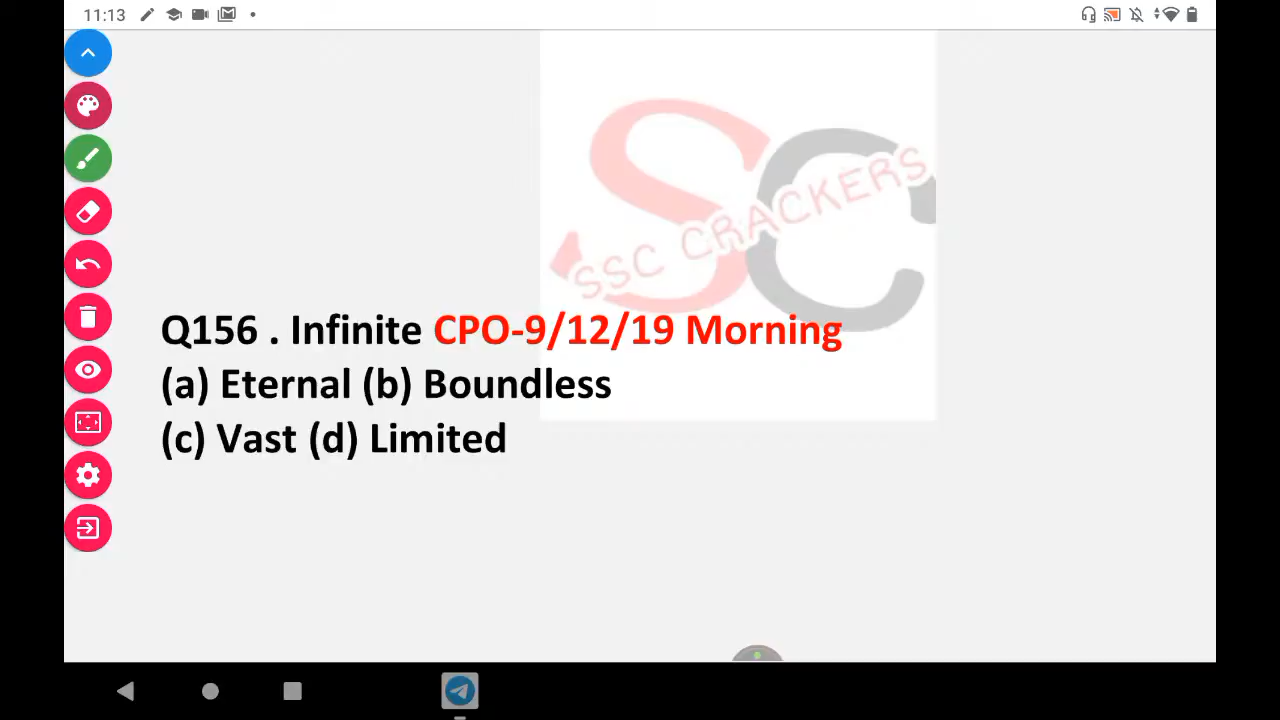 11:13
SSC CRACKERS
Q156 . Infinite CPO-9/12/19 Morning
(a) Eternal (b) Boundless
(c) Vast (d) Limited